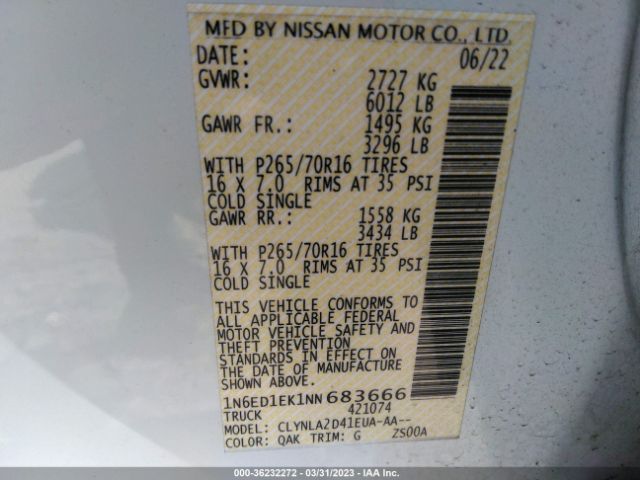 MFD BY NISSAN MOTOR CO., LTD.
DATE: 06/22
GVWR: 2727 KG
6012 LB
GAWR FR.: 1495 KG
3296 LB
WITH P265/70R16 TIRES
16 X 7.0 RIMS AT 35 PSI
COLD SINGLE
GAWR RR.: 1558 KG
3434 LB
WITH P265/70R16 TIRES
16 X 7.0 RIMS AT 35 PSI
COLD SINGLE
THIS VEHICLE CONFORMS TO
ALL APPLICABLE FEDERAL
MOTOR VEHICLE SAFETY AND
THEFT PREVENTION
STANDARDS IN EFFECT ON
THE DATE OF MANUFACTURE
SHOWN ABOVE.
1N6ED1EK1NN683666
TRUCK 421074
MODEL: CLYNLA2D41EUA-AA--
COLOR: QAK TRIM: G ZS00A
000-36232272 - 03/31/2023 - IAA Inc.